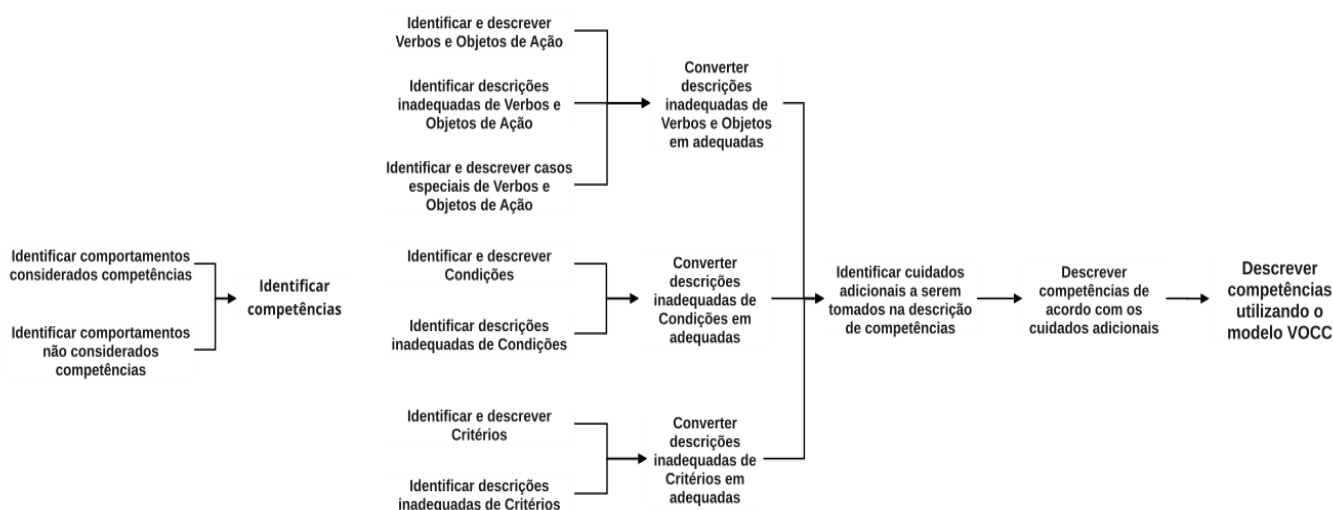 Identificar comportamentos
considerados competências
Identificar comportamentos
não considerados
competências
Identificar
competências
Identificar e descrever
Verbos e Objetos de Ação
Identificar descrições
inadequadas de Verbos e
Objetos de Ação
Identificar e descrever casos
especiais de Verbos e
Objetos de Ação
Converter
descrições
inadequadas de
Verbos e Objetos
em adequadas
Identificar e descrever
Condições
Identificar descrições
inadequadas de Condições
Converter
descrições
inadequadas de
Condições em
adequadas
Identificar e descrever
Critérios
Identificar descrições
inadequadas de Critérios
Converter
descrições
inadequadas de
Critérios em
adequadas
Identificar cuidados
adicionais a serem
tomados na descrição
de competências
Descrever
competências de
acordo com os
cuidados adicionais
Descrever
competências
utilizando o
modelo VOCC